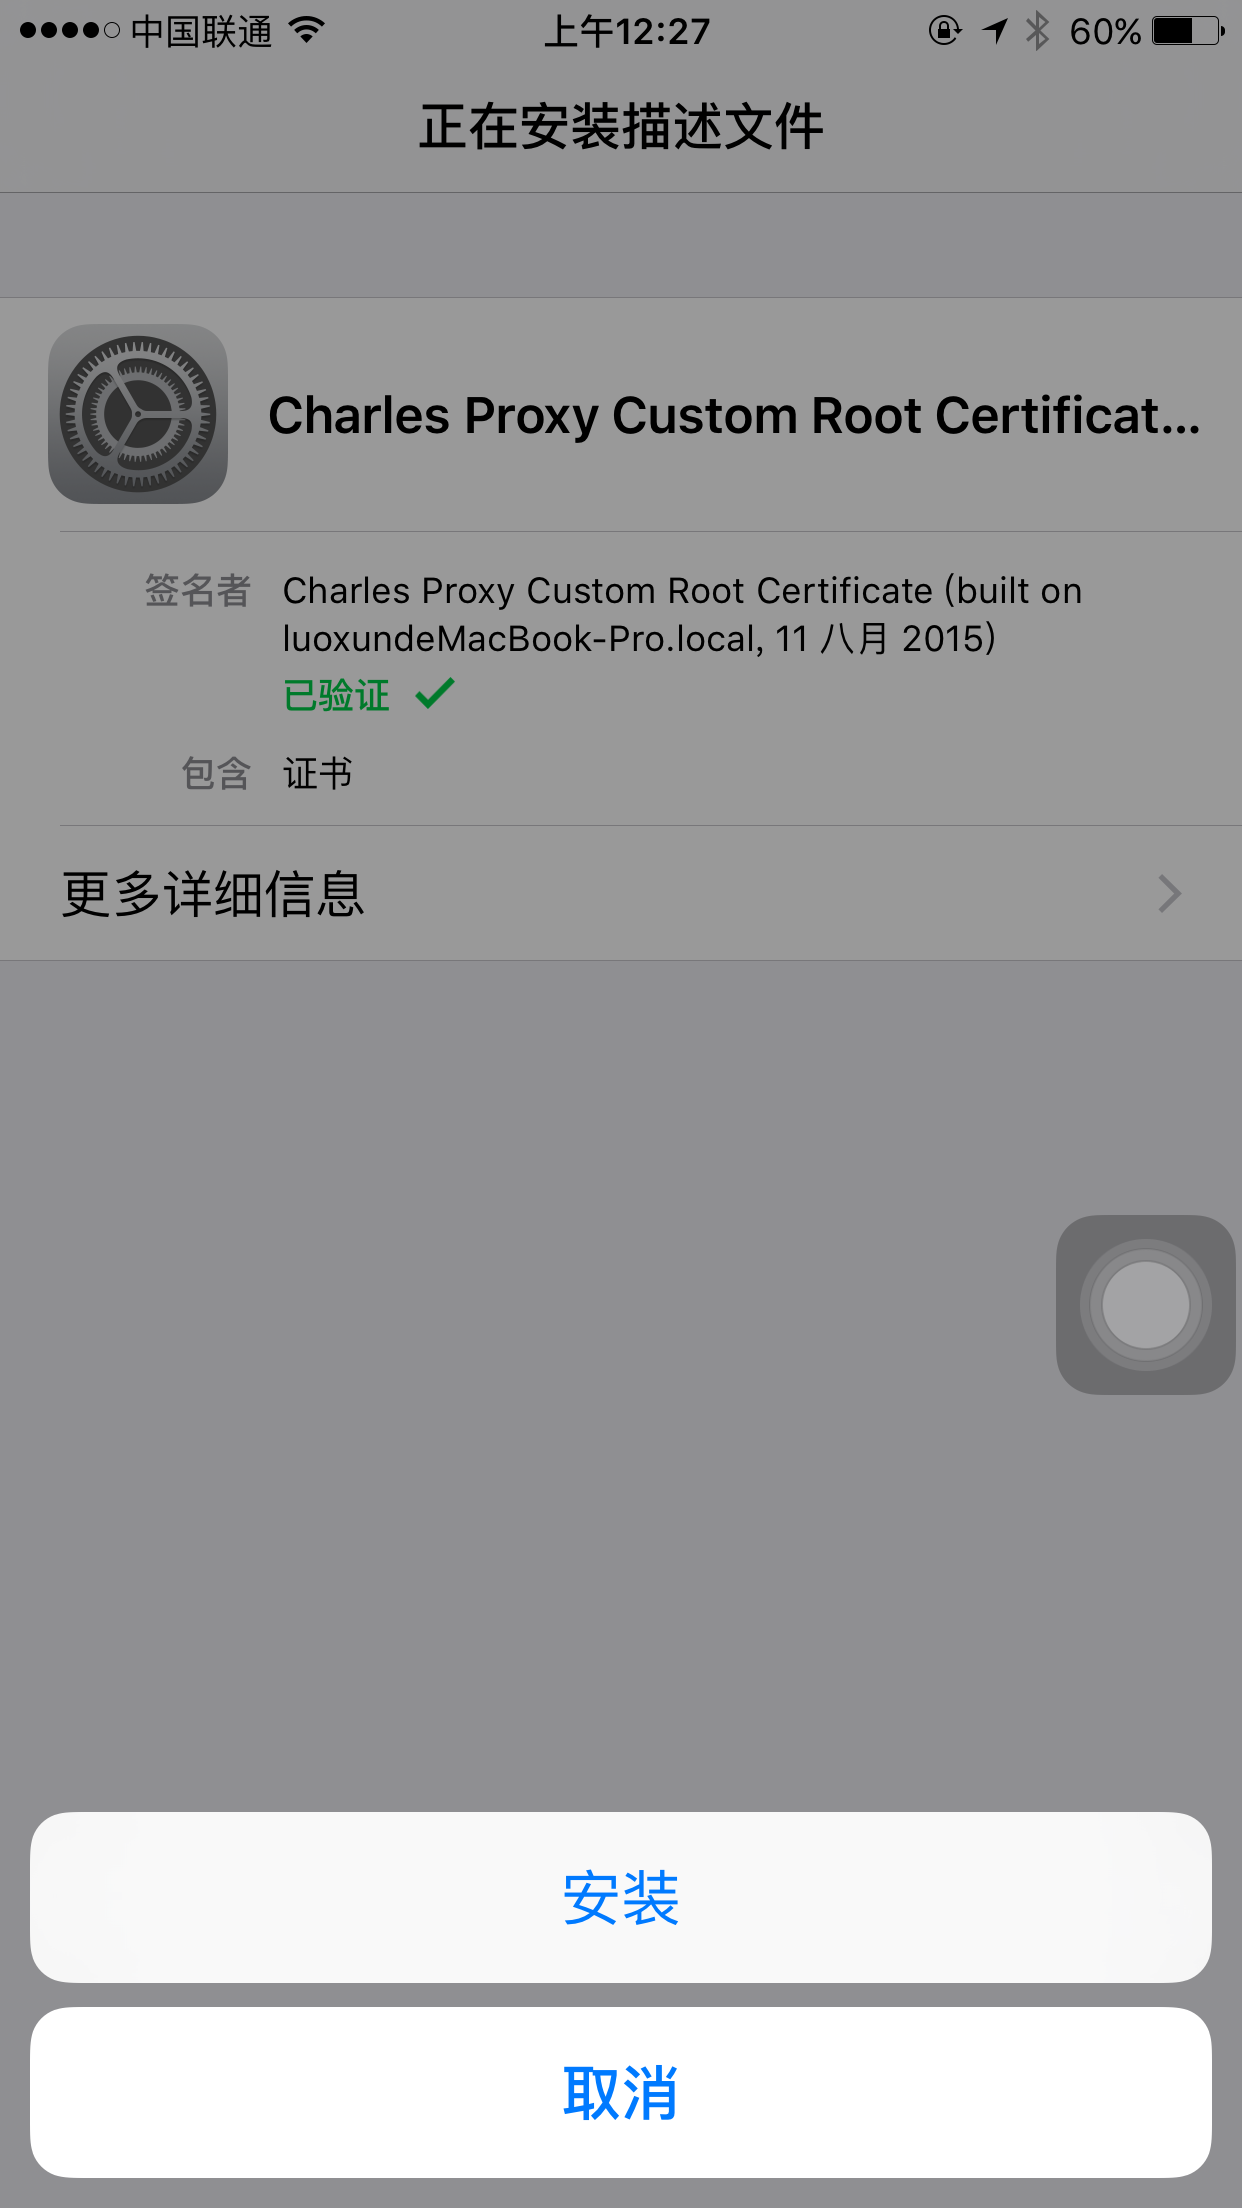 中国联通
上午12:27
60%
正在安装描述文件
Charles Proxy Custom Root Certificat...
签名者
Charles Proxy Custom Root Certificate (built on
luoxundeMacBook-Pro.local, 11 八月 2015)
已验证
包含
证书
更多详细信息
安装
取消